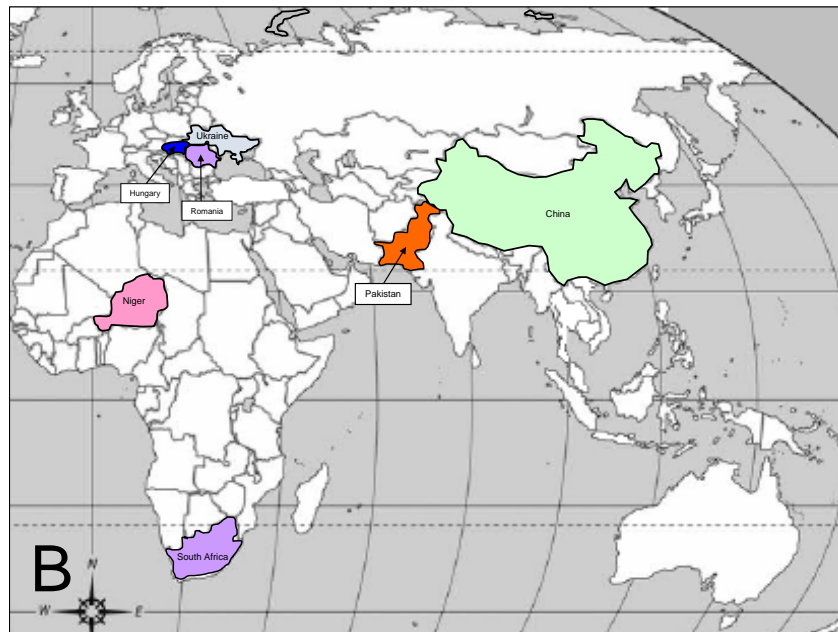 Ukraine
Hungary
Romania
China
Pakistan
Niger
South Africa
B
N
W E